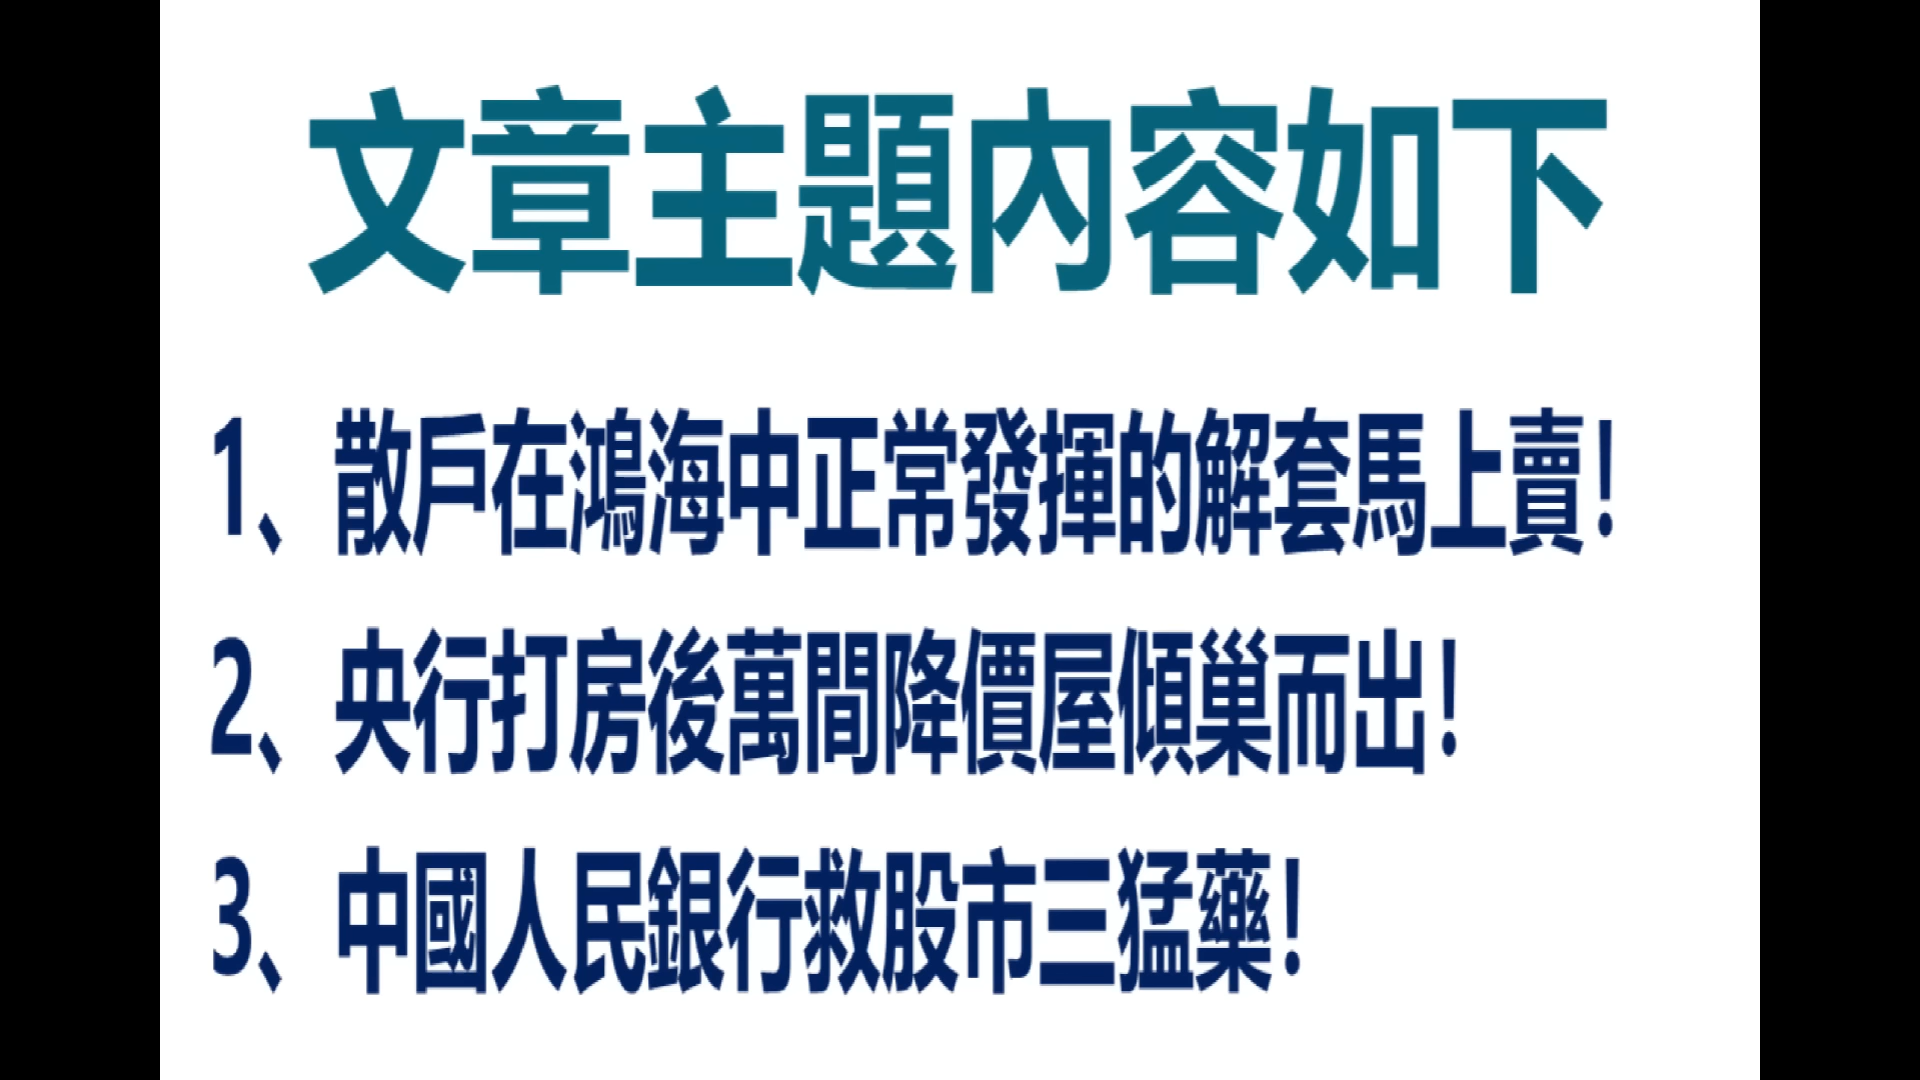 文章主題內容如下
1、散戶在鴻海中正常發揮的解套馬上賣！
2、央行打房後萬間降價屋傾巢而出！
3、中國人民銀行救股市三猛藥！